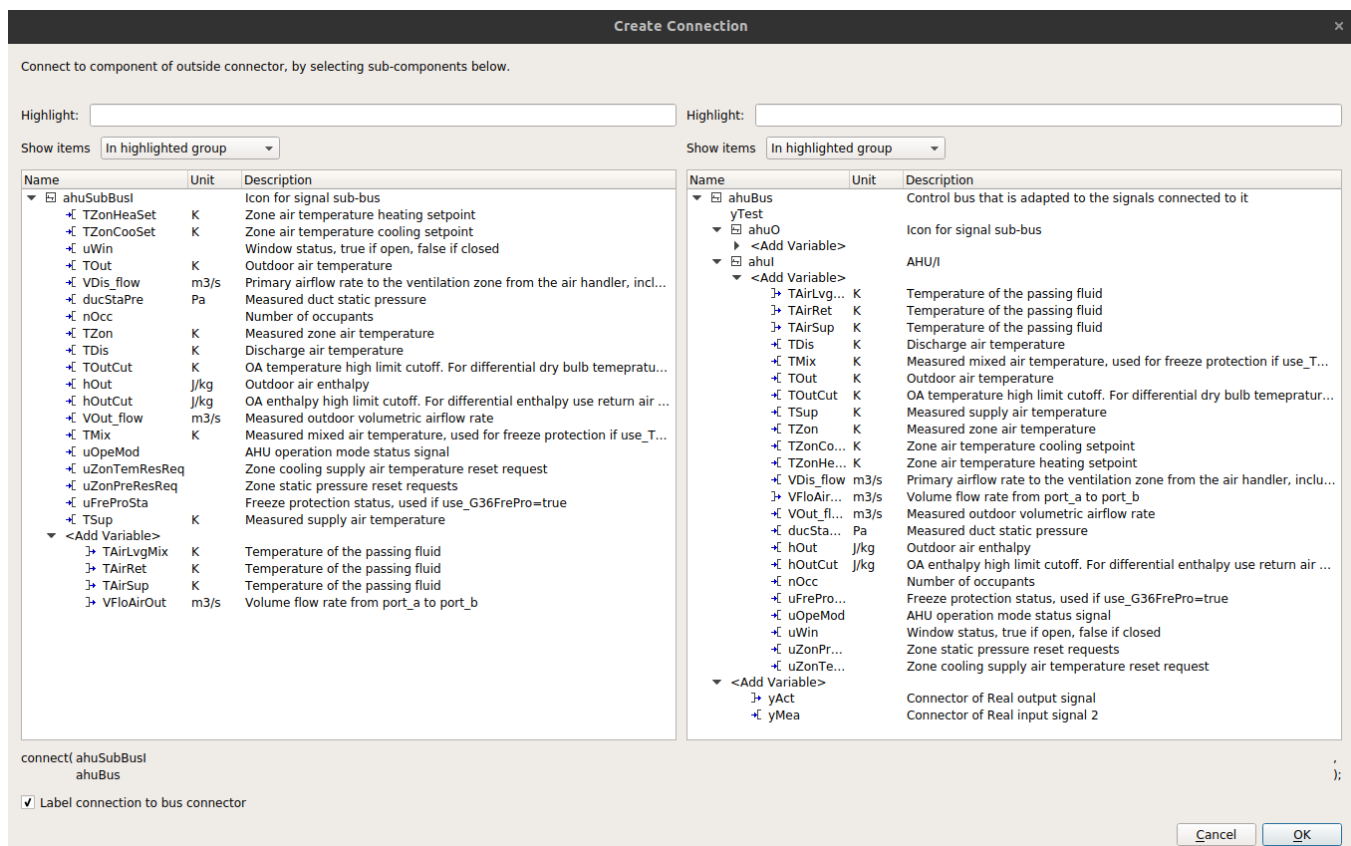 Create Connection
Connect to component of outside connector, by selecting sub-components below.
Highlight:
Show items In highlighted group
Name Unit Description
ahuSubBusI Icon for signal sub-bus
TZonHeaSet K Zone air temperature heating setpoint
TZonCooSet K Zone air temperature cooling setpoint
uWin Window status, true if open, false if closed
TOut K Outdoor air temperature
VDis_flow m3/s Primary airflow rate to the ventilation zone from the air handler, incl...
ducStaPre Pa Measured duct static pressure
nOcc Number of occupants
TZon K Measured zone air temperature
TDis K Discharge air temperature
TOutCut K OA temperature high limit cutoff. For differential dry bulb temepratu...
hOut J/kg Outdoor air enthalpy
hOutCut J/kg OA enthalpy high limit cutoff. For differential enthalpy use return air ...
VOut_flow m3/s Measured outdoor volumetric airflow rate
TMix K Measured mixed air temperature, used for freeze protection if use_T...
uOpeMod AHU operation mode status signal
uZonTemResReq Zone cooling supply air temperature reset request
uZonPreResReq Zone static pressure reset requests
uFreProSta Freeze protection status, used if use_G36FrePro=true
TSup K Measured supply air temperature
<Add Variable>
TAirLvgMix K Temperature of the passing fluid
TAirRet K Temperature of the passing fluid
TAirSup K Temperature of the passing fluid
VFloAirOut m3/s Volume flow rate from port_a to port_b
Highlight:
Show items In highlighted group
Name Unit Description
ahuBus Control bus that is adapted to the signals connected to it
yTest
ahuO Icon for signal sub-bus
<Add Variable>
ahuI AHU/I
<Add Variable>
TAirLvg... K Temperature of the passing fluid
TAirRet K Temperature of the passing fluid
TAirSup K Temperature of the passing fluid
TDis K Discharge air temperature
TMix K Measured mixed air temperature, used for freeze protection if use_T...
TOut K Outdoor air temperature
TOutCut K OA temperature high limit cutoff. For differential dry bulb temepratur...
TSup K Measured supply air temperature
TZon K Measured zone air temperature
TZonCo... K Zone air temperature cooling setpoint
TZonHe... K Zone air temperature heating setpoint
VDis_flow m3/s Primary airflow rate to the ventilation zone from the air handler, inclu...
VFloAir... m3/s Volume flow rate from port_a to port_b
VOut_fl... m3/s Measured outdoor volumetric airflow rate
ducSta... Pa Measured duct static pressure
hOut J/kg Outdoor air enthalpy
hOutCut J/kg OA enthalpy high limit cutoff. For differential enthalpy use return air ...
nOcc Number of occupants
uFrePro... Freeze protection status, used if use_G36FrePro=true
uOpeMod AHU operation mode status signal
uWin Window status, true if open, false if closed
uZonPr... Zone static pressure reset requests
uZonTe... Zone cooling supply air temperature reset request
<Add Variable>
yAct Connector of Real output signal
yMea Connector of Real input signal 2
connect( ahuSubBusI ,
ahuBus );
Label connection to bus connector
Cancel OK